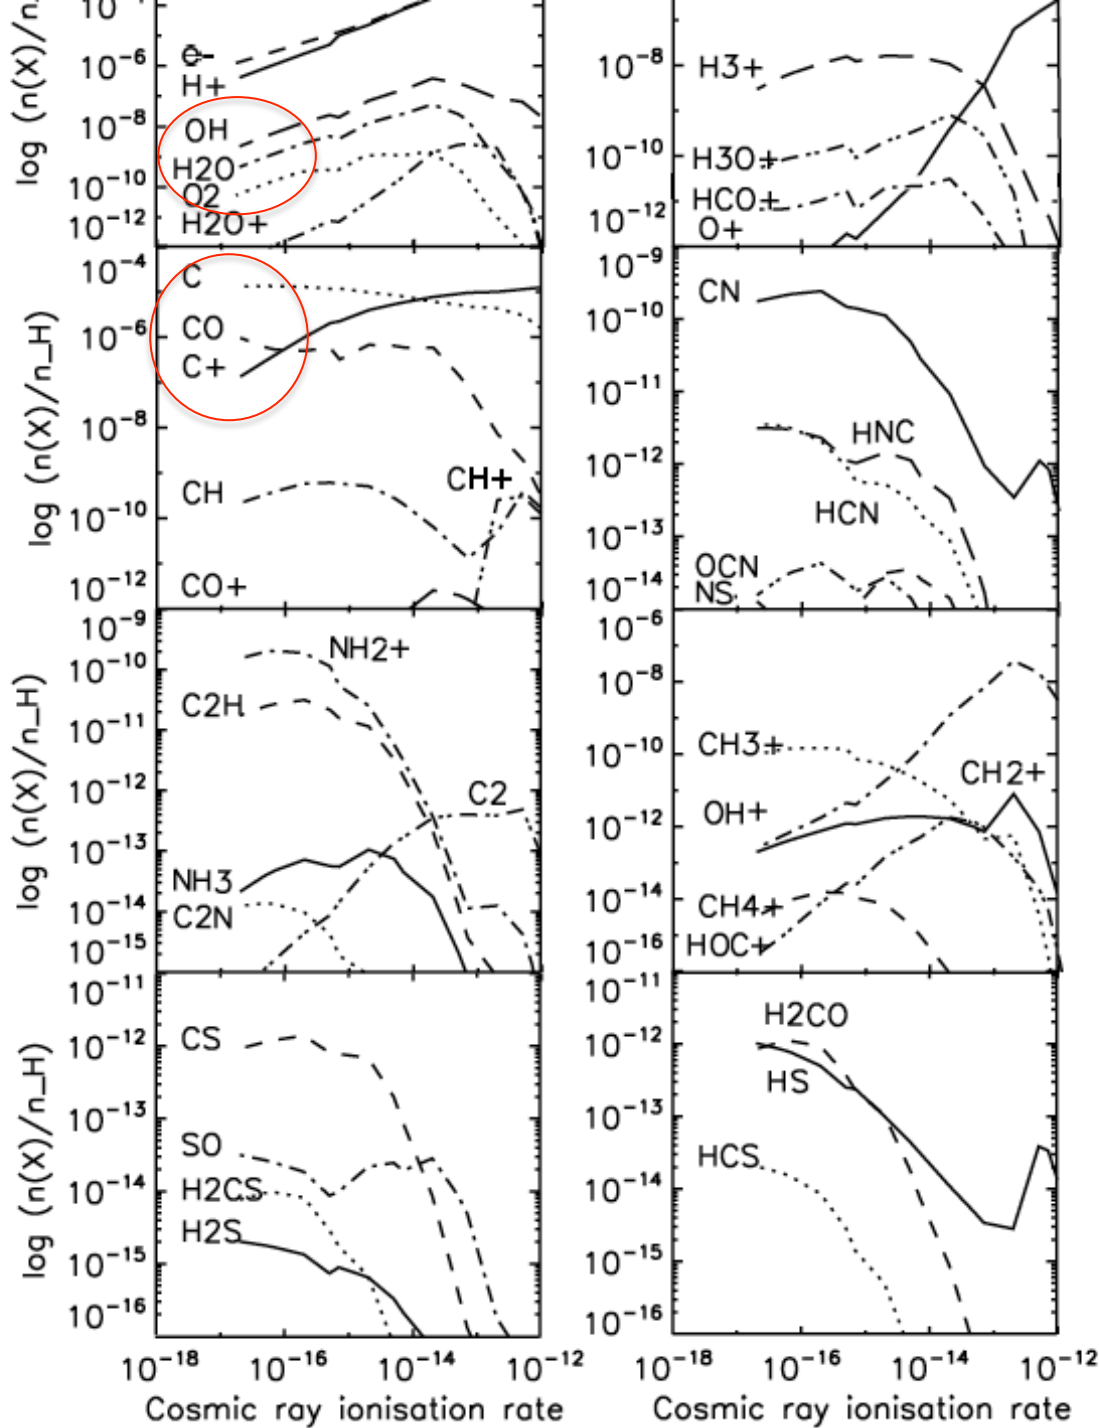 log (n(X)/n
10^-4
10^-6
10^-8
10^-10
10^-12
H+
OH
H2O
O2
H2O+
10^-8
10^-10
10^-12
H3+
H3O+
HCO+
O+
log (n(X)/n_H)
10^-4
10^-6
10^-8
10^-10
10^-12
C
CO
C+
CH
CH+
CO+
10^-9
10^-10
10^-11
10^-12
10^-13
10^-14
CN
HNC
HCN
OCN
NS
log (n(X)/n_H)
10^-9
10^-10
10^-11
10^-12
10^-13
10^-14
10^-15
NH2+
C2H
C2
NH3
C2N
10^-6
10^-8
10^-10
10^-12
10^-14
10^-16
CH3+
CH2+
OH+
CH4+
HOC+
log (n(X)/n_H)
10^-11
10^-12
10^-13
10^-14
10^-15
10^-16
CS
SO
H2CS
H2S
10^-11
10^-12
10^-13
10^-14
10^-15
10^-16
H2CO
HS
HCS
10^-18 10^-16 10^-14 10^-12
10^-18 10^-16 10^-14 10^-12
Cosmic ray ionisation rate
Cosmic ray ionisation rate